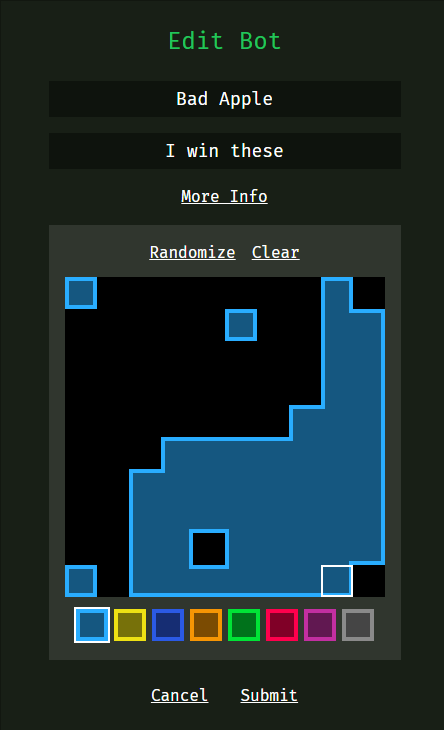 Edit Bot
Bad Apple
I win these
More Info
Randomize Clear
Cancel Submit